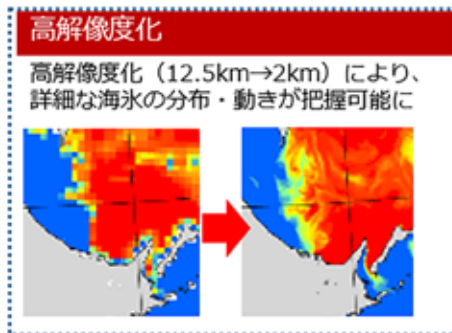 高解像度化
高解像度化（12.5km→2km）により、
詳細な海氷の分布・動きが把握可能に